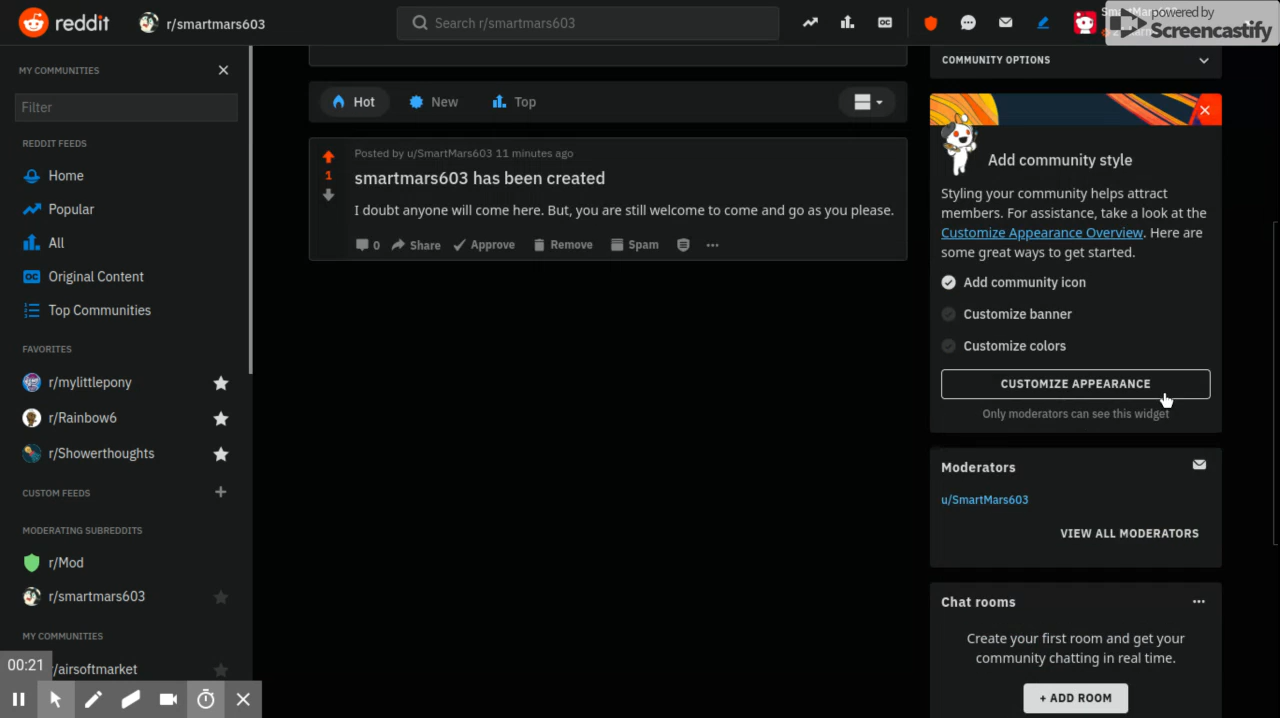 reddit
r/smartmars603
Search r/smartmars603
powered by
Screencastify
MY COMMUNITIES
Filter
REDDIT FEEDS
Home
Popular
All
Original Content
Top Communities
FAVORITES
r/mylittlepony
r/Rainbow6
r/Showerthoughts
CUSTOM FEEDS
MODERATING SUBREDDITS
r/Mod
r/smartmars603
MY COMMUNITIES
/airsoftmarket
00:21
Hot
New
Top
Posted by u/SmartMars603 11 minutes ago
1
smartmars603 has been created
I doubt anyone will come here. But, you are still welcome to come and go as you please.
0 Share Approve Remove Spam
COMMUNITY OPTIONS
Add community style
Styling your community helps attract
members. For assistance, take a look at the
Customize Appearance Overview. Here are
some great ways to get started.
Add community icon
Customize banner
Customize colors
CUSTOMIZE APPEARANCE
Only moderators can see this widget
Moderators
u/SmartMars603
VIEW ALL MODERATORS
Chat rooms
Create your first room and get your
community chatting in real time.
+ ADD ROOM